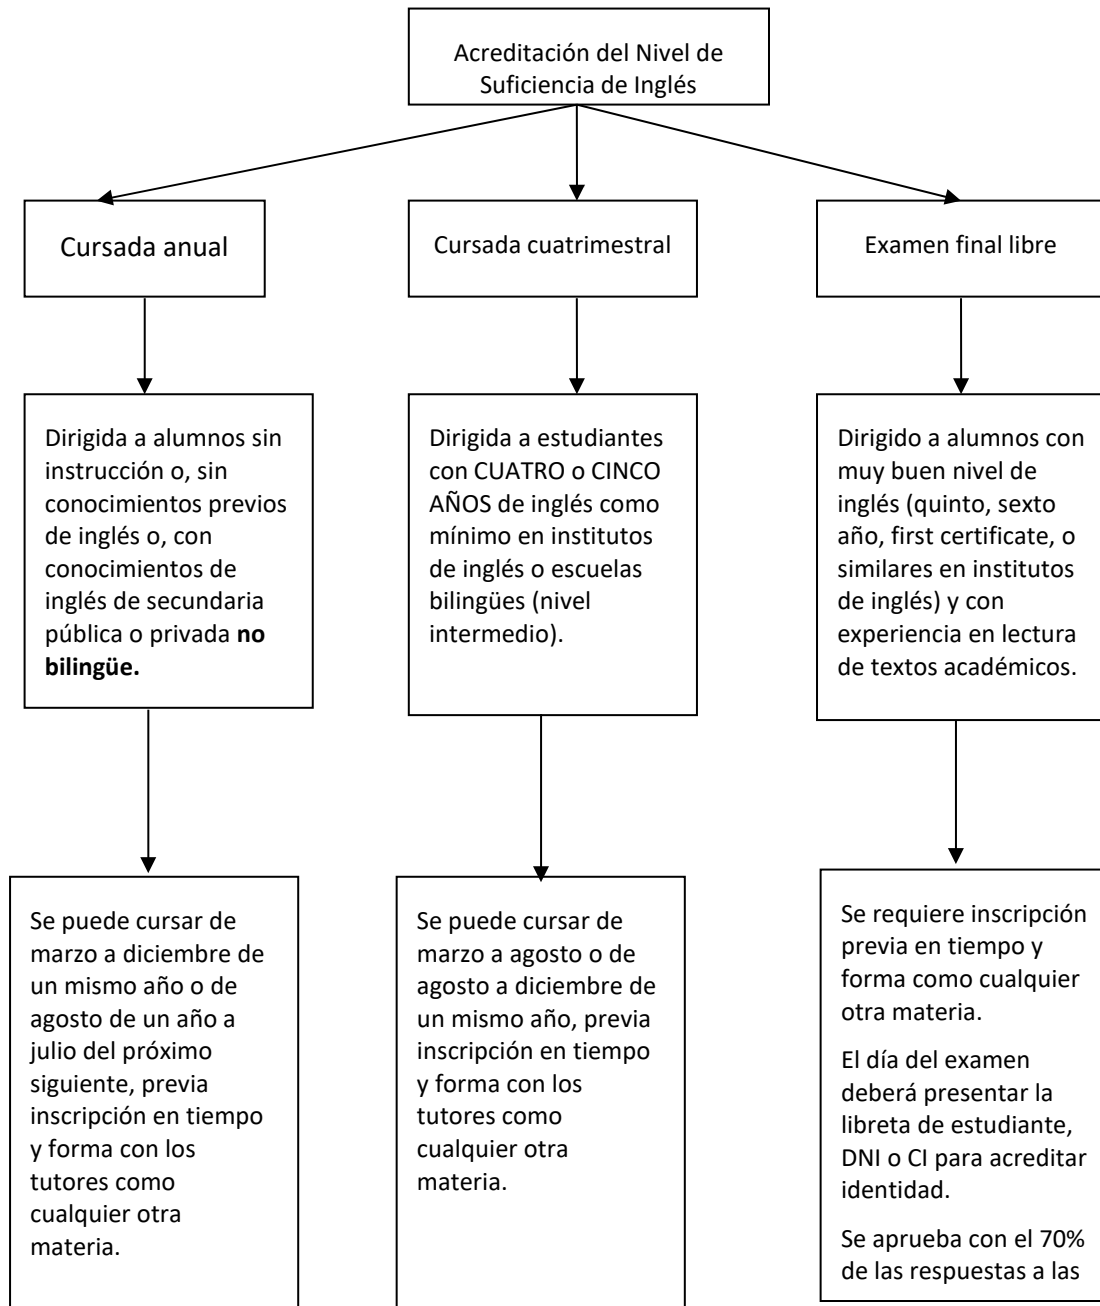 Acreditación del Nivel de
Suficiencia de Inglés
Cursada anual
Cursada cuatrimestral
Examen final libre
Dirigida a alumnos sin
instrucción o, sin
conocimientos previos
de inglés o, con
conocimientos de
inglés de secundaria
pública o privada no
bilingüe.
Dirigida a estudiantes
con CUATRO o CINCO
AÑOS de inglés como
mínimo en institutos
de inglés o escuelas
bilingües (nivel
intermedio).
Dirigido a alumnos con
muy buen nivel de
inglés (quinto, sexto
año, first certificate, o
similares en institutos
de inglés) y con
experiencia en lectura
de textos académicos.
Se puede cursar de
marzo a diciembre de
un mismo año o de
agosto de un año a
julio del próximo
siguiente, previa
inscripción en tiempo
y forma con los
tutores como
cualquier otra
materia.
Se puede cursar de
marzo a agosto o de
agosto a diciembre de
un mismo año, previa
inscripción en tiempo
y forma con los
tutores como
cualquier otra
materia.
Se requiere inscripción
previa en tiempo y
forma como cualquier
otra materia.
El día del examen
deberá presentar la
libreta de estudiante,
DNI o CI para acreditar
identidad.
Se aprueba con el 70%
de las respuestas a las